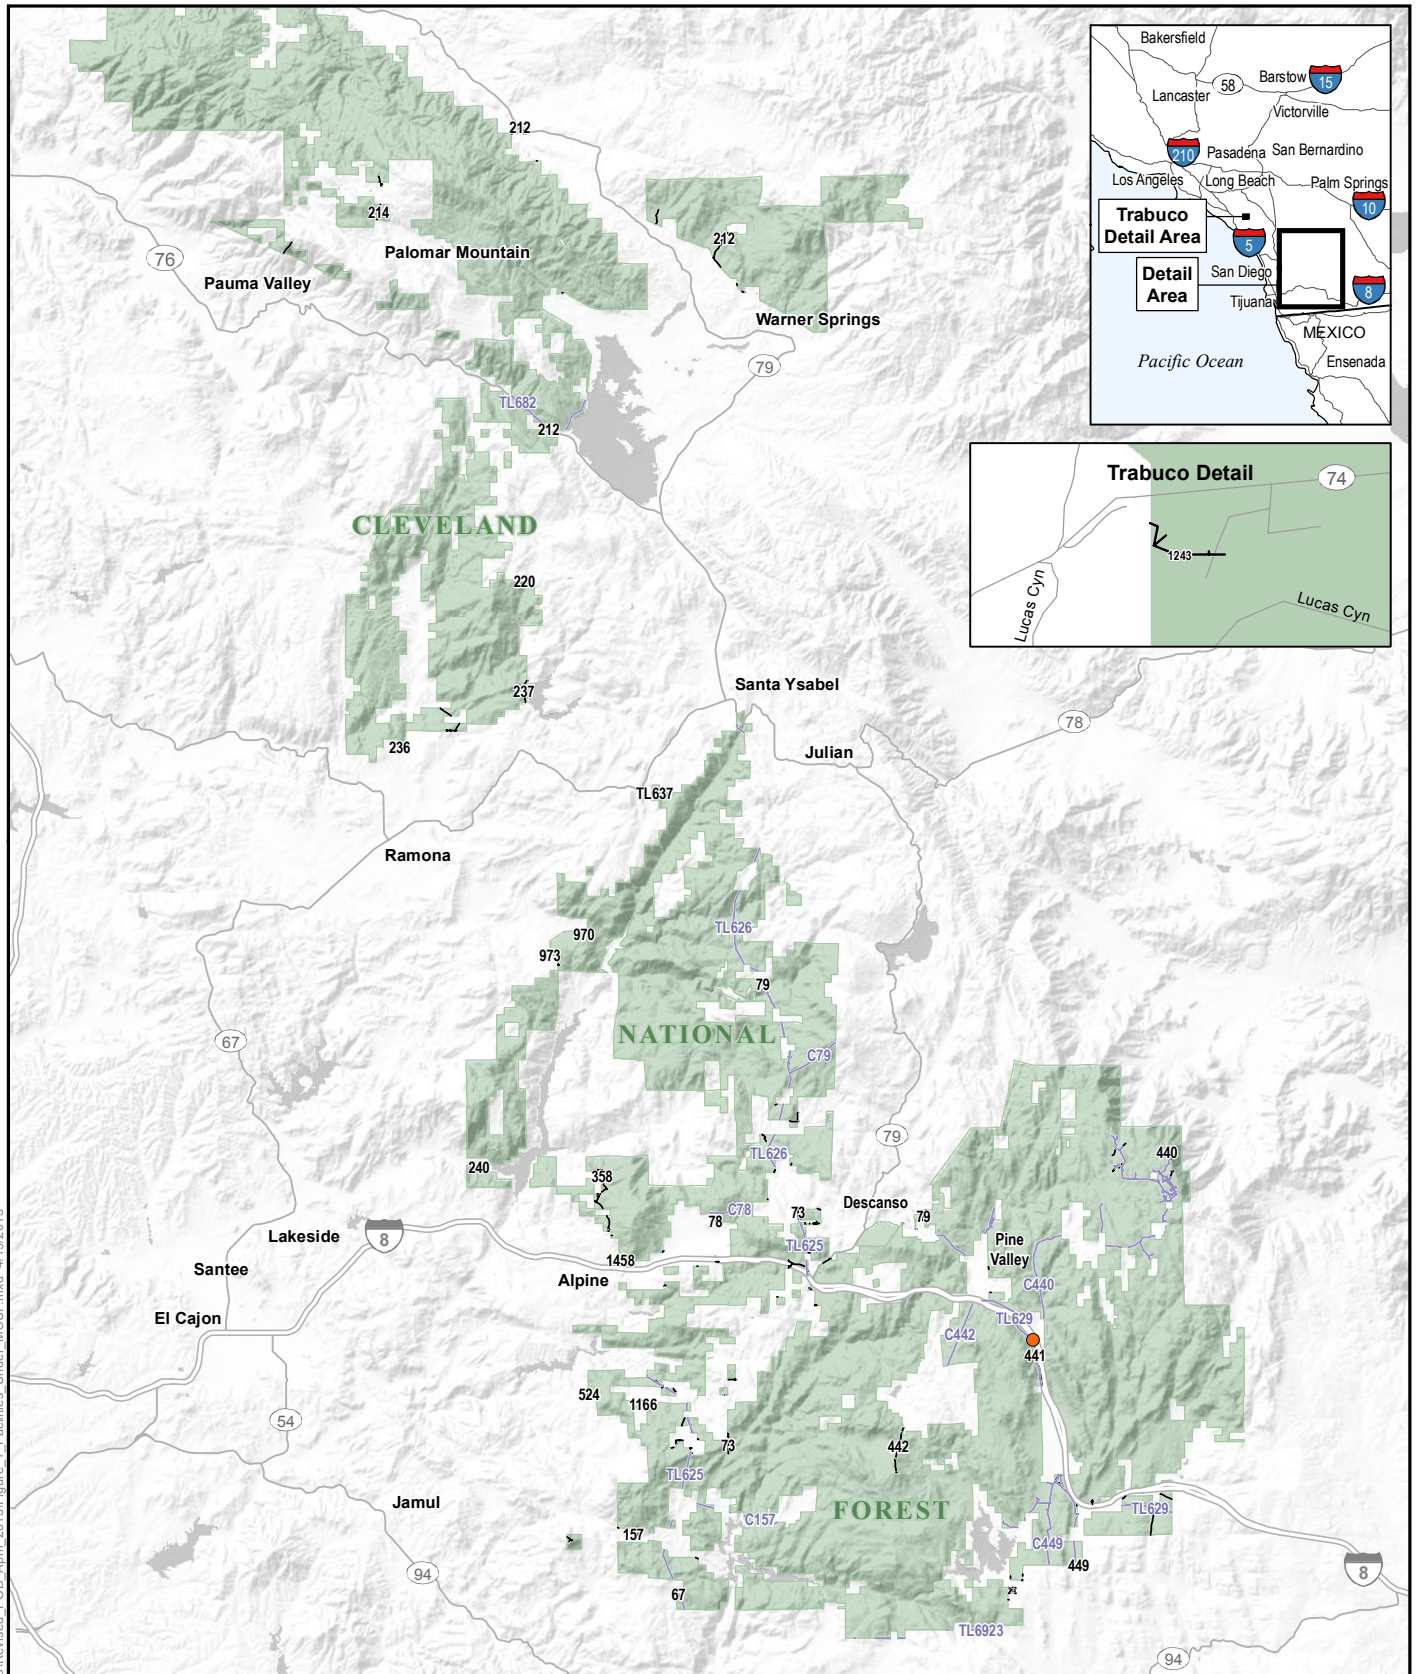 Bakersfield
Barstow
15
58
Lancaster
Victorville
210
Pasadena
San Bernardino
Los Angeles
Long Beach
Palm Springs
10
Trabuco
Detail Area
5
Detail
Area
San Diego
8
Tijuana
MEXICO
Pacific Ocean
Ensenada
Trabuco Detail
74
1243
Lucas Cyn
Lucas Cyn
212
214
212
76
Palomar Mountain
Pauma Valley
Warner Springs
79
TL682
212
CLEVELAND
220
237
Santa Ysabel
236
78
Julian
TL637
Ramona
970
TL626
973
79
NATIONAL
67
C79
79
TL626
440
240
358
C78
Descanso
78
73
79
Lakeside
8
Pine
Valley
TL625
Santee
1458
Alpine
C440
El Cajon
TL629
C442
441
524
1166
54
73
442
TL625
Jamul
FOREST
TL629
C157
157
C449
449
8
94
67
TL6923
94